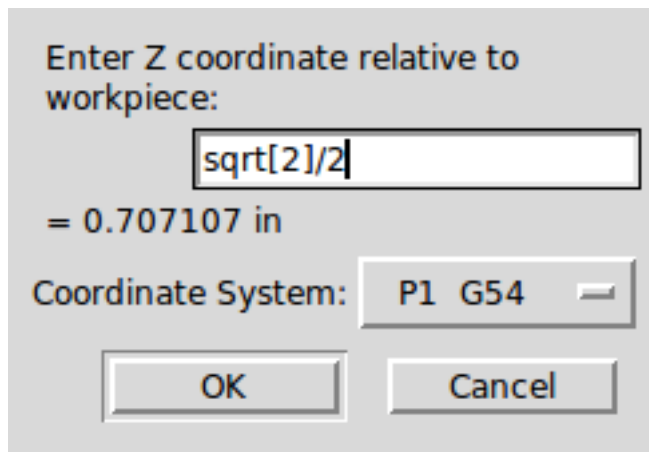 Enter Z coordinate relative to
workpiece:
sqrt[2]/2
= 0.707107 in
Coordinate System: P1 G54
OK Cancel